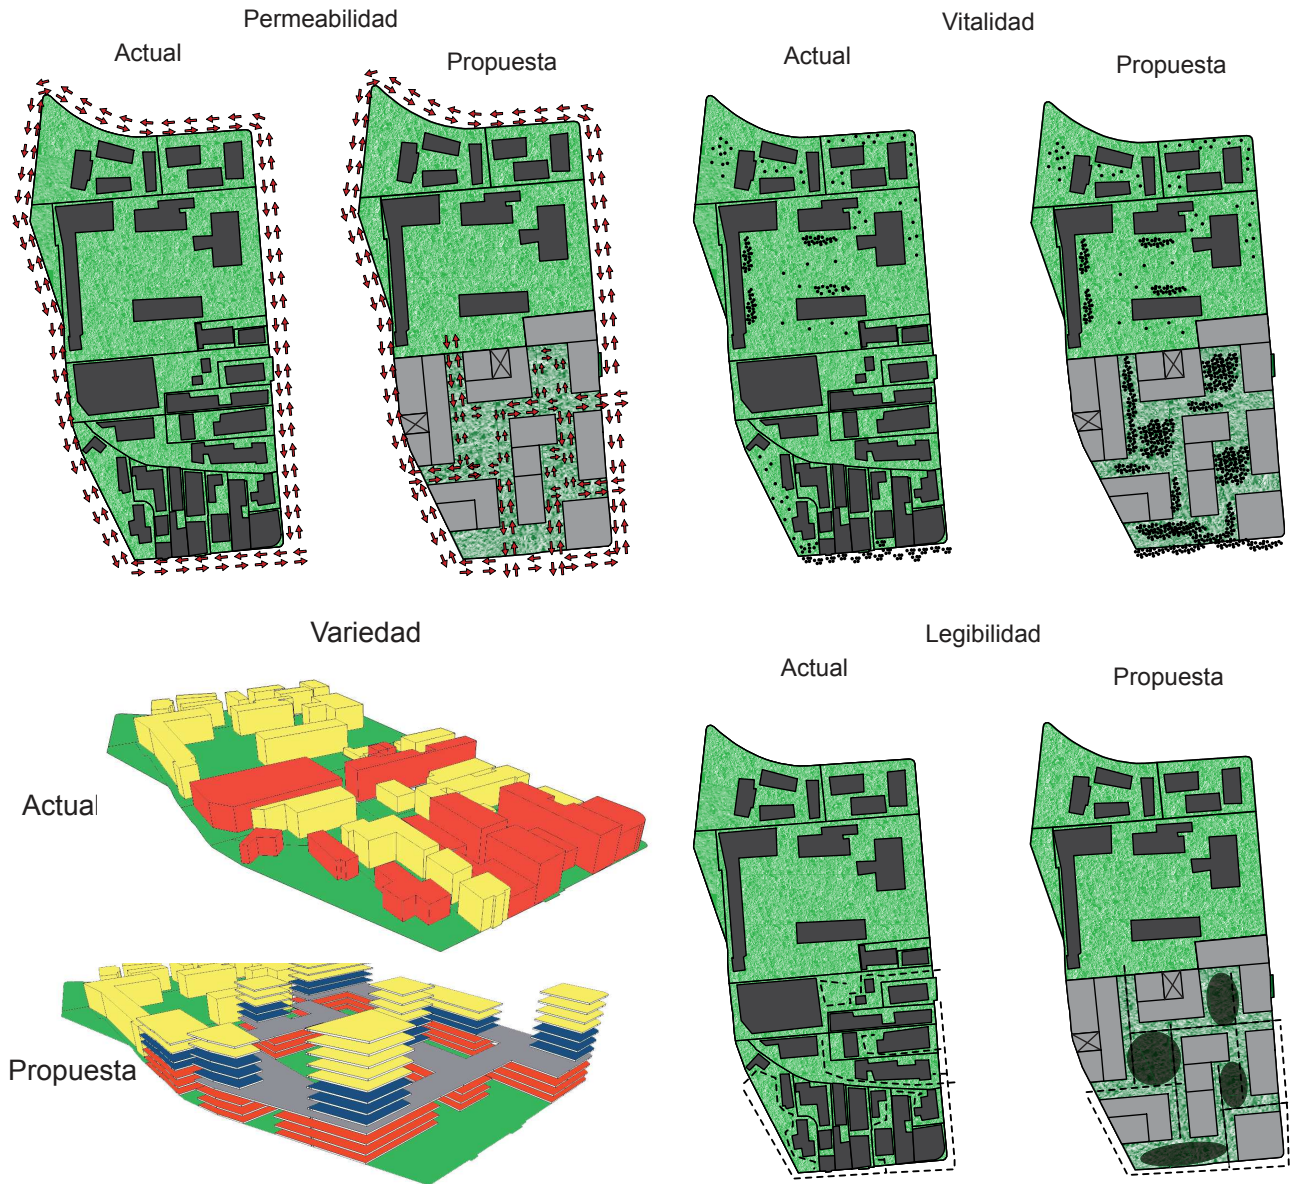 Permeabilidad
Actual
Propuesta
Vitalidad
Actual
Propuesta
Variedad
Actual
Propuesta
Legibilidad
Actual
Propuesta